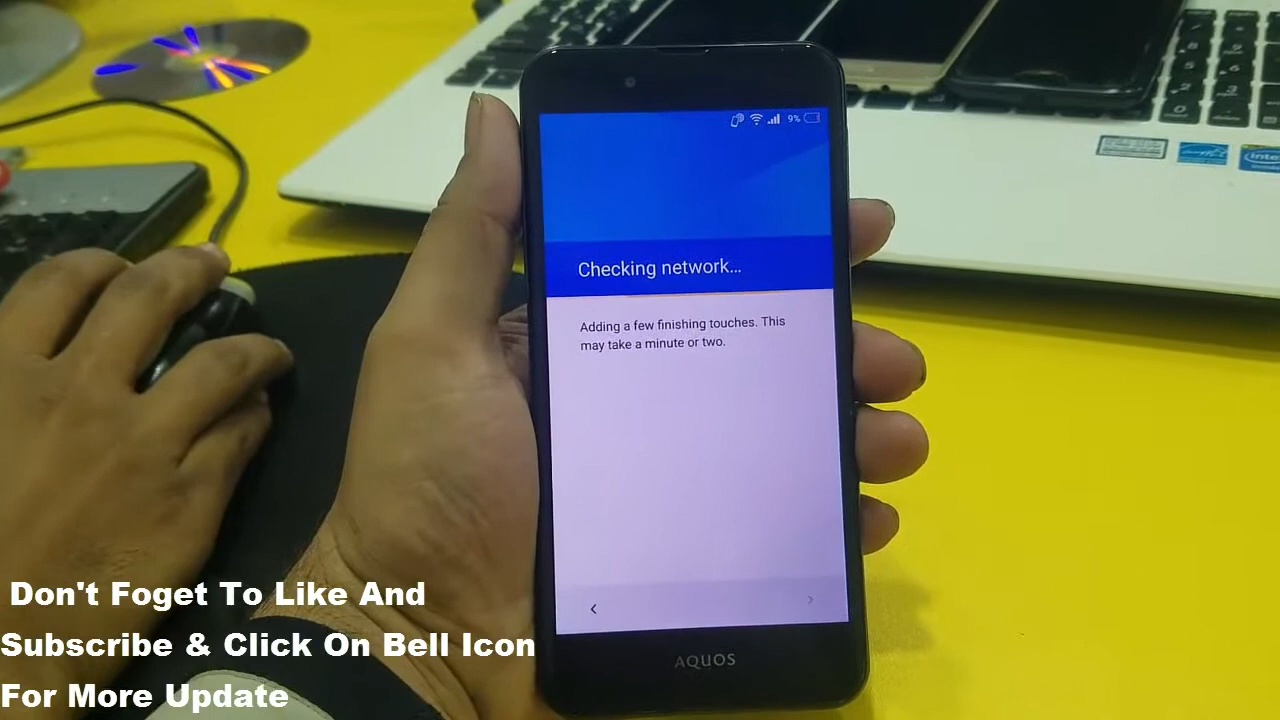 9%
Checking network...
Adding a few finishing touches. This
may take a minute or two.
AQUOS
Don't Foget To Like And
Subscribe & Click On Bell Icon
For More Update